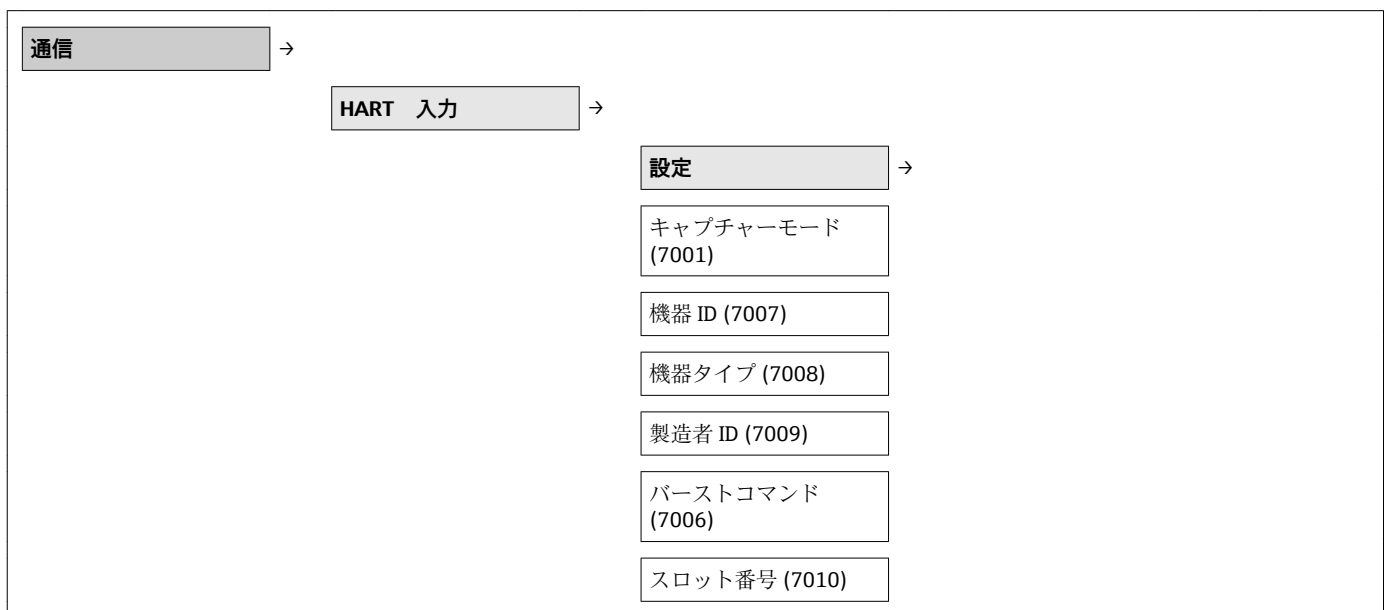 通信 →
HART　入力 →
設定 →
キャプチャーモード
(7001)
機器 ID (7007)
機器タイプ (7008)
製造者 ID (7009)
バーストコマンド
(7006)
スロット番号 (7010)